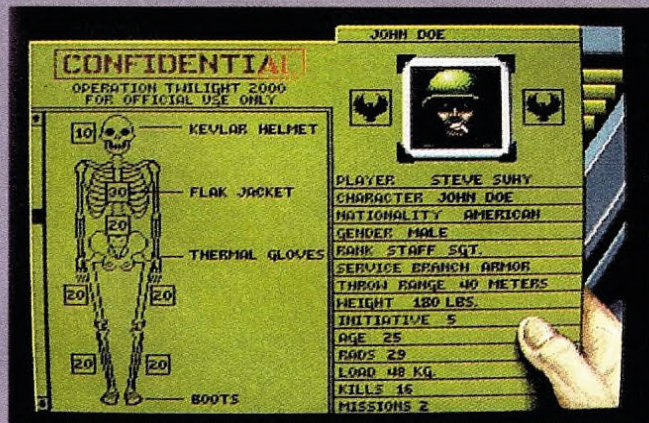 CONFIDENTIAL
OPERATION TWILIGHT 2000
FOR OFFICIAL USE ONLY
10
KEVLAR HELMET
30
FLAK JACKET
20
THERMAL GLOVES
20
20
20
20
BOOTS
JOHN DOE
PLAYER STEVE SUHY
CHARACTER JOHN DOE
NATIONALITY AMERICAN
GENDER MALE
RANK STAFF SGT.
SERVICE BRANCH ARMOR
THROW RANGE 40 METERS
WEIGHT 180 LBS.
INITIATIVE 5
AGE 25
RADS 29
LOAD 48 KG.
KILLS 16
MISSIONS 2